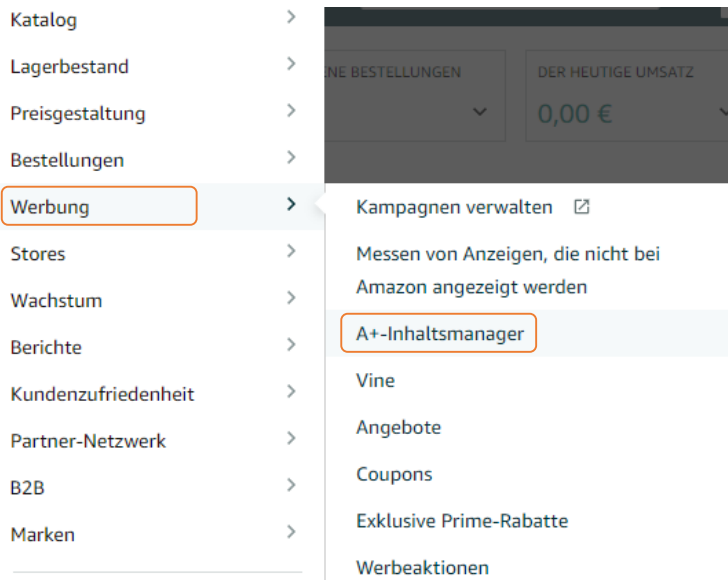 Katalog
Lagerbestand
Preisgestaltung
Bestellungen
Werbung
Stores
Wachstum
Berichte
Kundenzufriedenheit
Partner-Netzwerk
B2B
Marken
NE BESTELLUNGEN
DER HEUTIGE UMSATZ
0,00 €
Kampagnen verwalten
Messen von Anzeigen, die nicht bei
Amazon angezeigt werden
A+-Inhaltsmanager
Vine
Angebote
Coupons
Exklusive Prime-Rabatte
Werbeaktionen